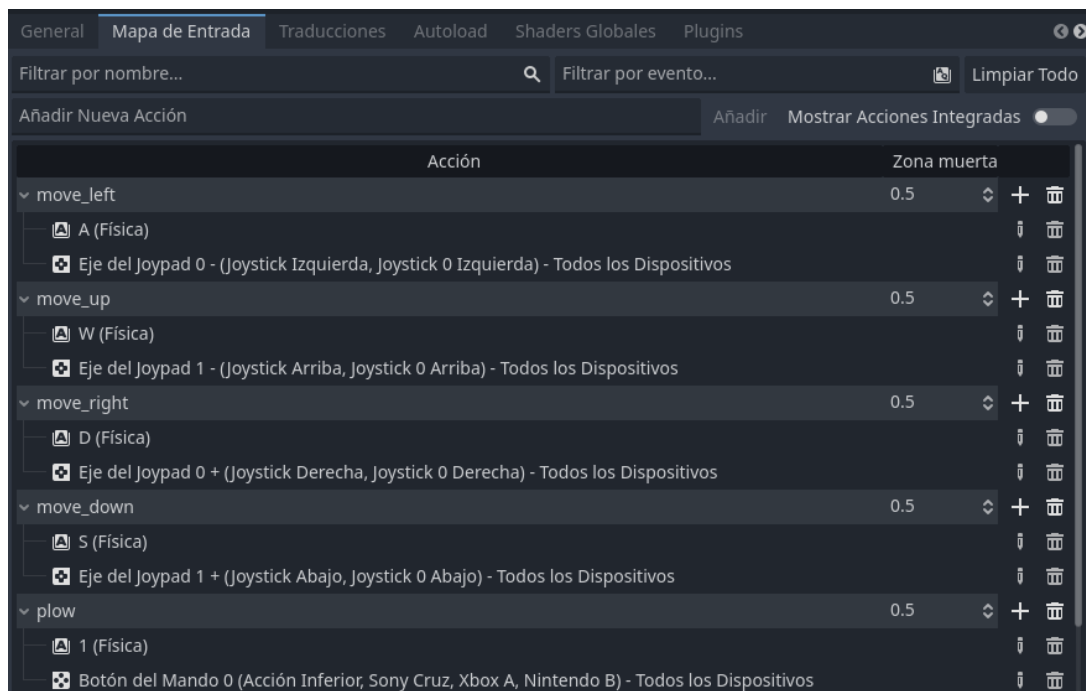 General Mapa de Entrada Traducciones Autoload Shaders Globales Plugins
Filtrar por nombre... Filtrar por evento... Limpiar Todo
Añadir Nueva Acción Añadir Mostrar Acciones Integradas
Acción Zona muerta
move_left 0.5
A (Física)
Eje del Joypad 0 - (Joystick Izquierda, Joystick 0 Izquierda) - Todos los Dispositivos
move_up 0.5
W (Física)
Eje del Joypad 1 - (Joystick Arriba, Joystick 0 Arriba) - Todos los Dispositivos
move_right 0.5
D (Física)
Eje del Joypad 0 + (Joystick Derecha, Joystick 0 Derecha) - Todos los Dispositivos
move_down 0.5
S (Física)
Eje del Joypad 1 + (Joystick Abajo, Joystick 0 Abajo) - Todos los Dispositivos
plow 0.5
1 (Física)
Botón del Mando 0 (Acción Inferior, Sony Cruz, Xbox A, Nintendo B) - Todos los Dispositivos